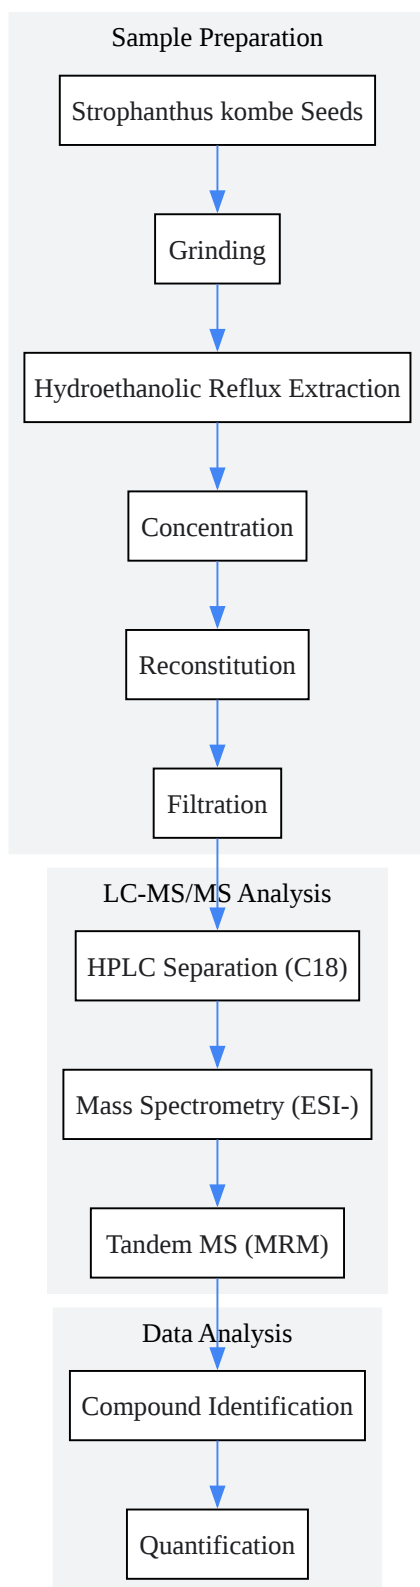 Sample Preparation
Strophanthus kombe Seeds
Grinding
Hydroethanolic Reflux Extraction
Concentration
Reconstitution
Filtration
LC-MS/MS Analysis
HPLC Separation (C18)
Mass Spectrometry (ESI-)
Tandem MS (MRM)
Data Analysis
Compound Identification
Quantification